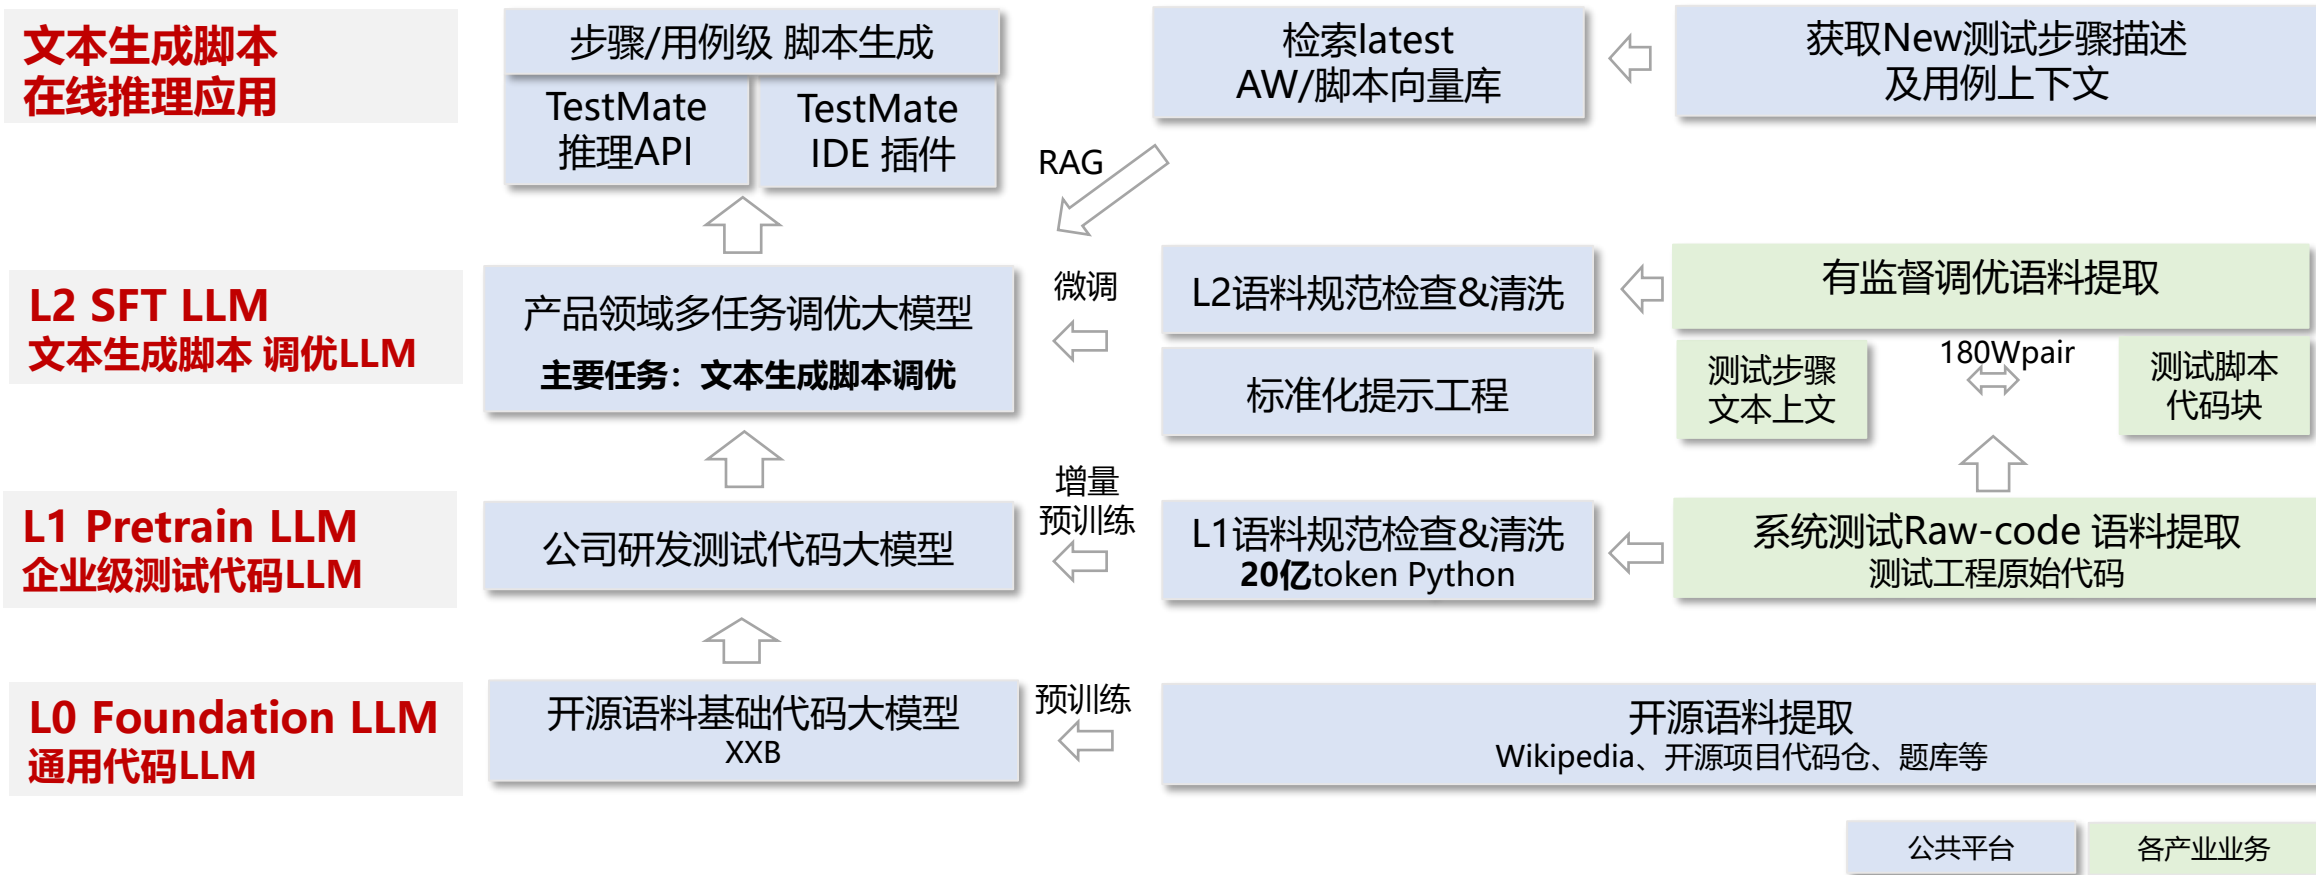 文本生成脚本
在线推理应用
步骤/用例级 脚本生成
TestMate
推理API
TestMate
IDE 插件
检索latest
AW/脚本向量库
获取New测试步骤描述
及用例上下文
RAG
L2 SFT LLM
文本生成脚本 调优LLM
产品领域多任务调优大模型
主要任务：文本生成脚本调优
微调
L2语料规范检查&清洗
标准化提示工程
有监督调优语料提取
测试步骤
文本上文
180Wpair
测试脚本
代码块
L1 Pretrain LLM
企业级测试代码LLM
公司研发测试代码大模型
增量
预训练
L1语料规范检查&清洗
20亿token Python
系统测试Raw-code 语料提取
测试工程原始代码
L0 Foundation LLM
通用代码LLM
开源语料基础代码大模型
XXB
预训练
开源语料提取
Wikipedia、开源项目代码仓、题库等
公共平台
各产业业务